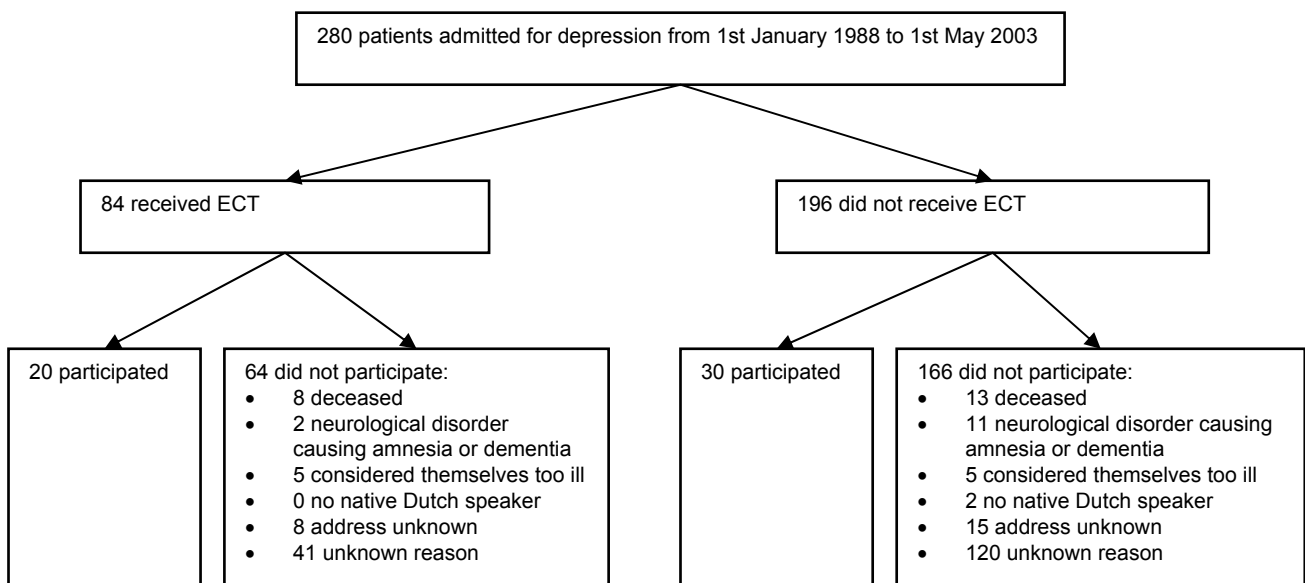 280 patients admitted for depression from 1st January 1988 to 1st May 2003
84 received ECT
196 did not receive ECT
20 participated
64 did not participate:
• 8 deceased
• 2 neurological disorder
causing amnesia or dementia
• 5 considered themselves too ill
• 0 no native Dutch speaker
• 8 address unknown
• 41 unknown reason
30 participated
166 did not participate:
• 13 deceased
• 11 neurological disorder causing
amnesia or dementia
• 5 considered themselves too ill
• 2 no native Dutch speaker
• 15 address unknown
• 120 unknown reason